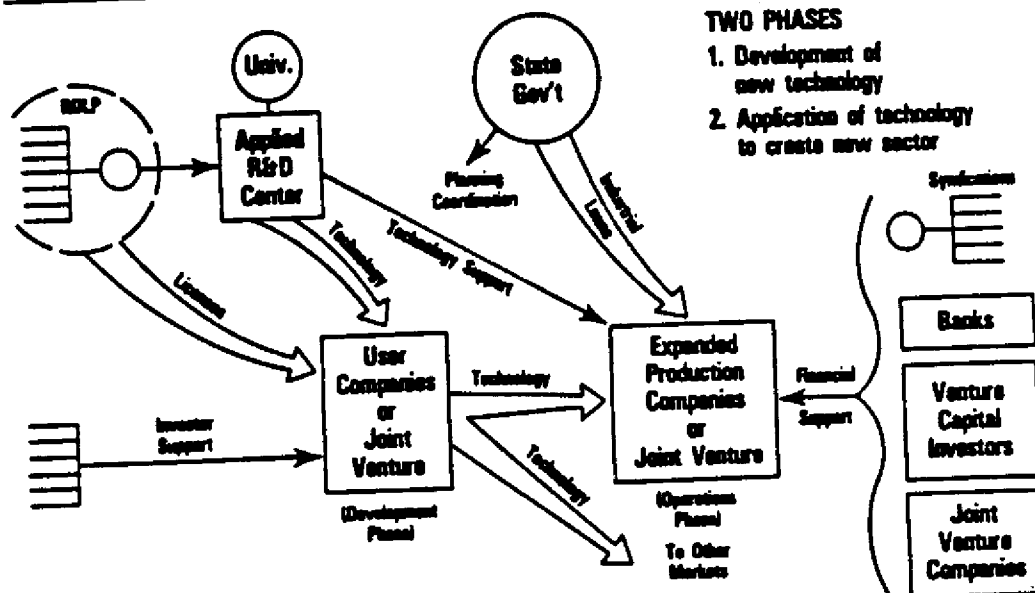 TWO PHASES
1. Development of
new technology
2. Application of technology
to create new sector
Univ.
State
Gov't
RDLP
Applied
R&D
Center
Planning
Coordination
Industrial
Loans
Syndications
Technology
Technology Support
Licenses
User
Companies
or
Joint
Venture
(Development
Phase)
Technology
Investor
Support
Technology
Expanded
Production
Companies
or
Joint Venture
(Operations
Phase)
To Other
Markets
Financial
Support
Banks
Venture
Capital
Investors
Joint
Venture
Companies